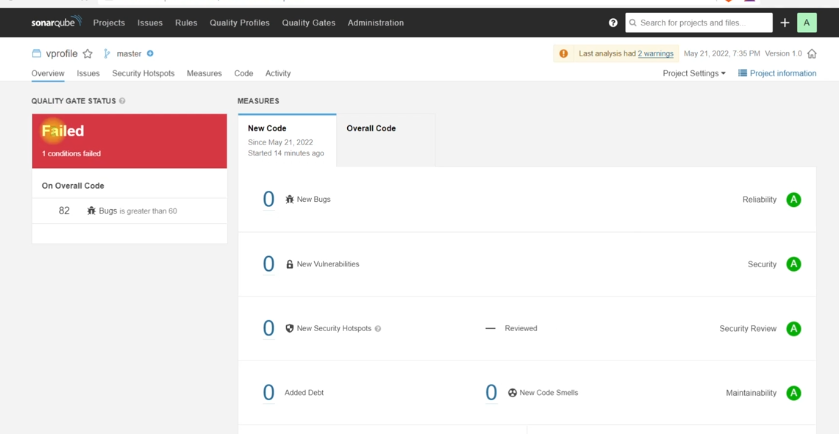 sonarqube Projects Issues Rules Quality Profiles Quality Gates Administration ? Search for projects and files... + A
vprofile master Last analysis had 2 warnings May 21, 2022, 7:35 PM Version 1.0
Overview Issues Security Hotspots Measures Code Activity Project Settings Project information
QUALITY GATE STATUS ?
Failed
1 conditions failed
On Overall Code
82 Bugs is greater than 60
MEASURES
New Code
Since May 21, 2022
Started 14 minutes ago
Overall Code
0 New Bugs Reliability A
0 New Vulnerabilities Security A
0 New Security Hotspots ? — Reviewed Security Review A
0 Added Debt 0 New Code Smells Maintainability A